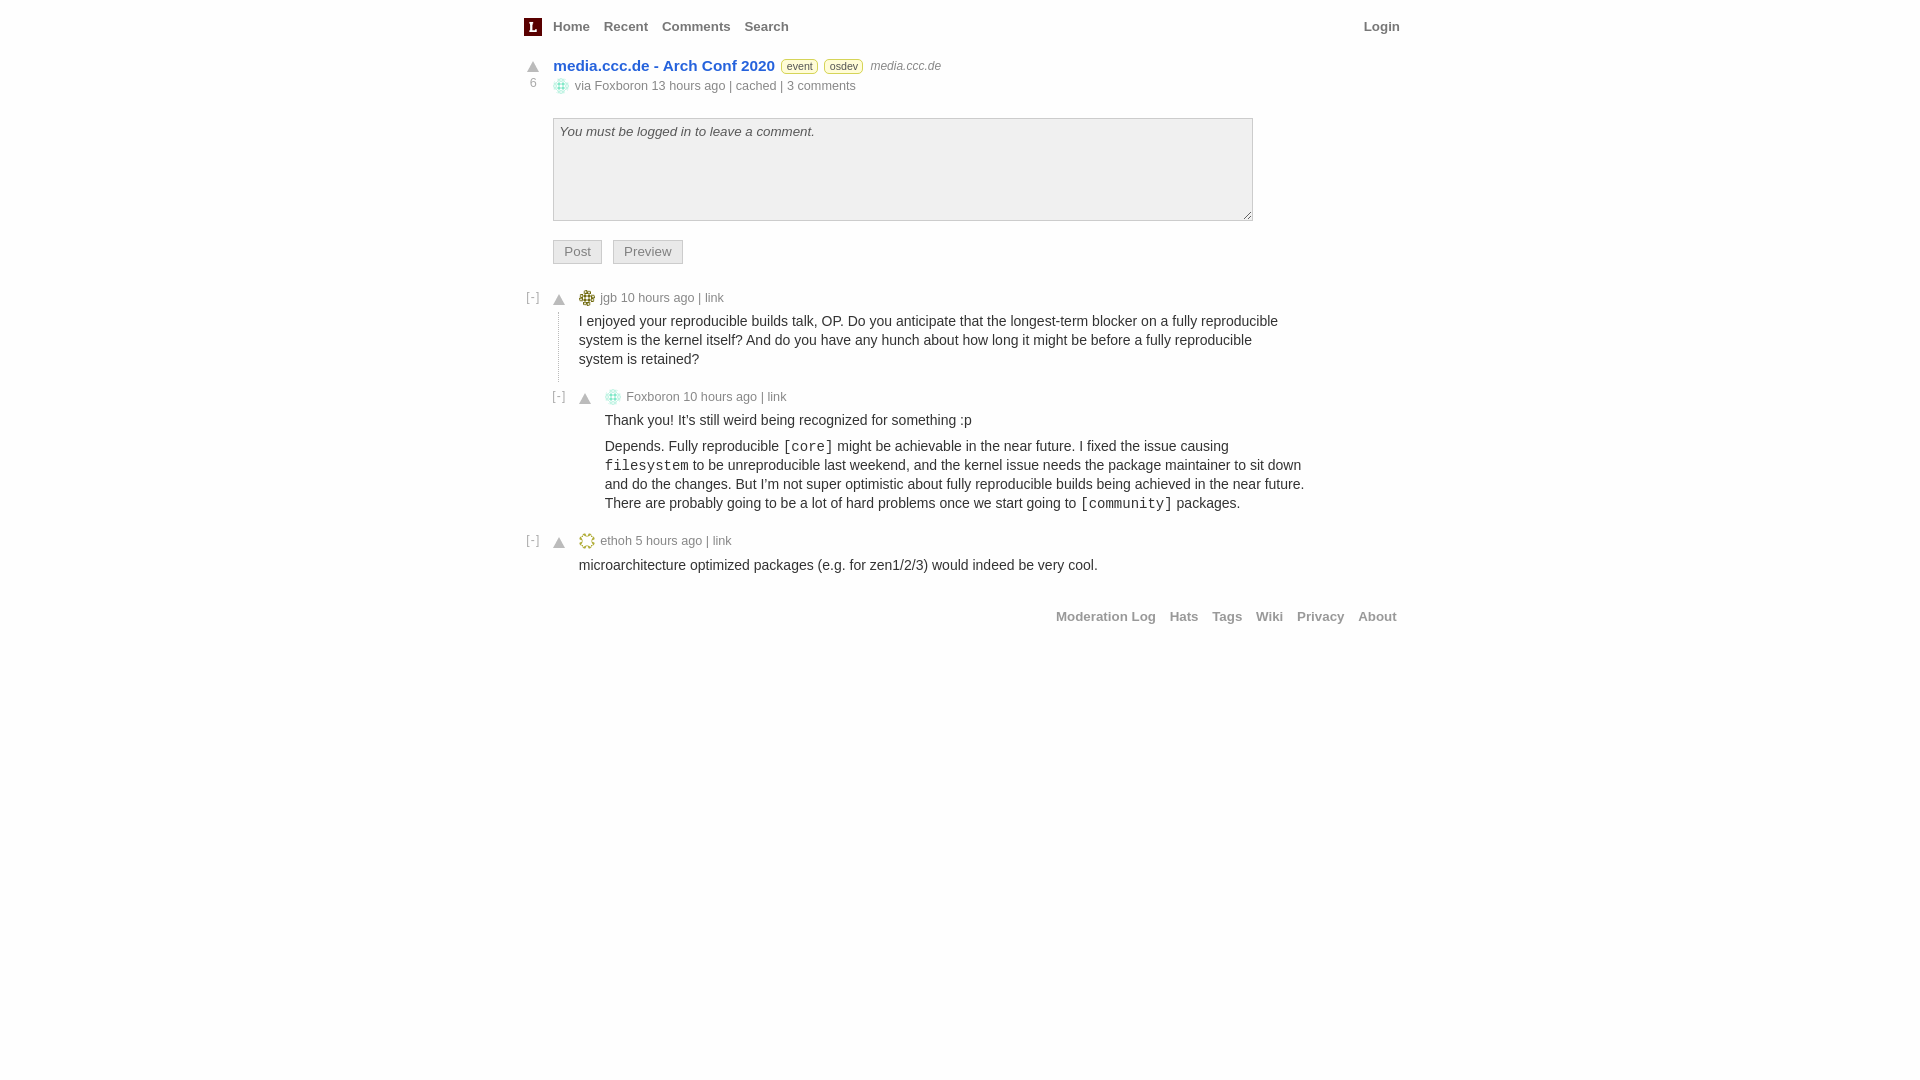 L Home Recent Comments Search Login
media.ccc.de - Arch Conf 2020 event osdev media.ccc.de
6
via Foxboron 13 hours ago | cached | 3 comments
You must be logged in to leave a comment.
Post Preview
[-] jgb 10 hours ago | link
I enjoyed your reproducible builds talk, OP. Do you anticipate that the longest-term blocker on a fully reproducible
system is the kernel itself? And do you have any hunch about how long it might be before a fully reproducible
system is retained?
[-] Foxboron 10 hours ago | link
Thank you! It’s still weird being recognized for something :p
Depends. Fully reproducible [core] might be achievable in the near future. I fixed the issue causing
filesystem to be unreproducible last weekend, and the kernel issue needs the package maintainer to sit down
and do the changes. But I’m not super optimistic about fully reproducible builds being achieved in the near future.
There are probably going to be a lot of hard problems once we start going to [community] packages.
[-] ethoh 5 hours ago | link
microarchitecture optimized packages (e.g. for zen1/2/3) would indeed be very cool.
Moderation Log Hats Tags Wiki Privacy About